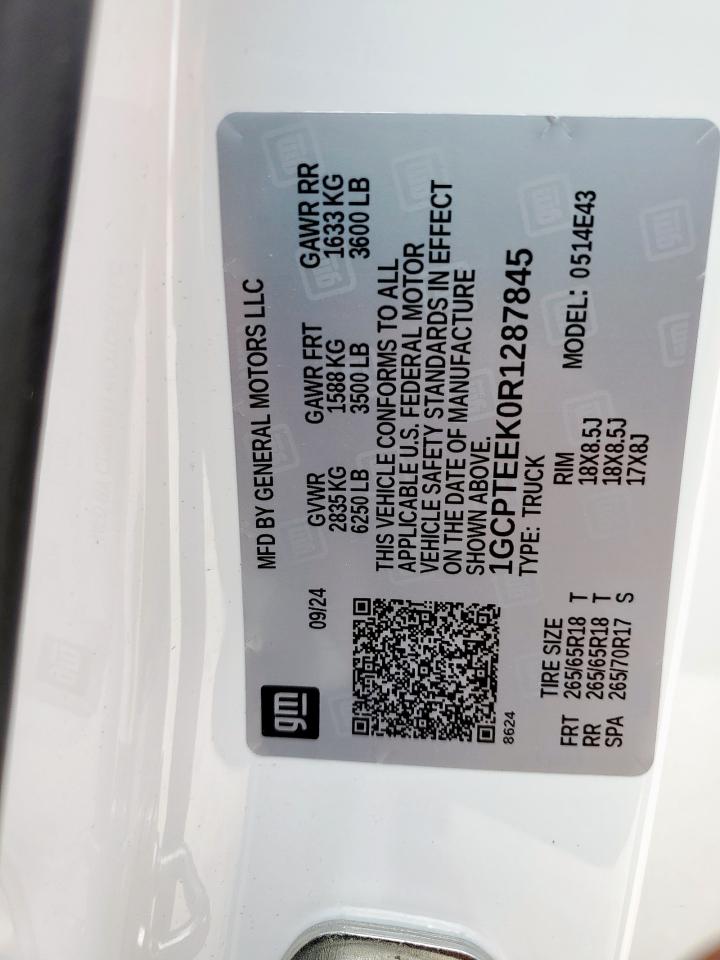 gm
MFD BY GENERAL MOTORS LLC
09/24
GVWR GAWR FRT GAWR RR
2835 KG 1588 KG 1633 KG
6250 LB 3500 LB 3600 LB
THIS VEHICLE CONFORMS TO ALL
APPLICABLE U.S. FEDERAL MOTOR
VEHICLE SAFETY STANDARDS IN EFFECT
ON THE DATE OF MANUFACTURE
SHOWN ABOVE.
1GCPTEEK0R1287845
8624
TYPE: TRUCK
TIRE SIZE RIM MODEL: 0514E43
FRT 265/65R18 T 18X8.5J
RR 265/65R18 T 18X8.5J
SPA 265/70R17 S 17X8J